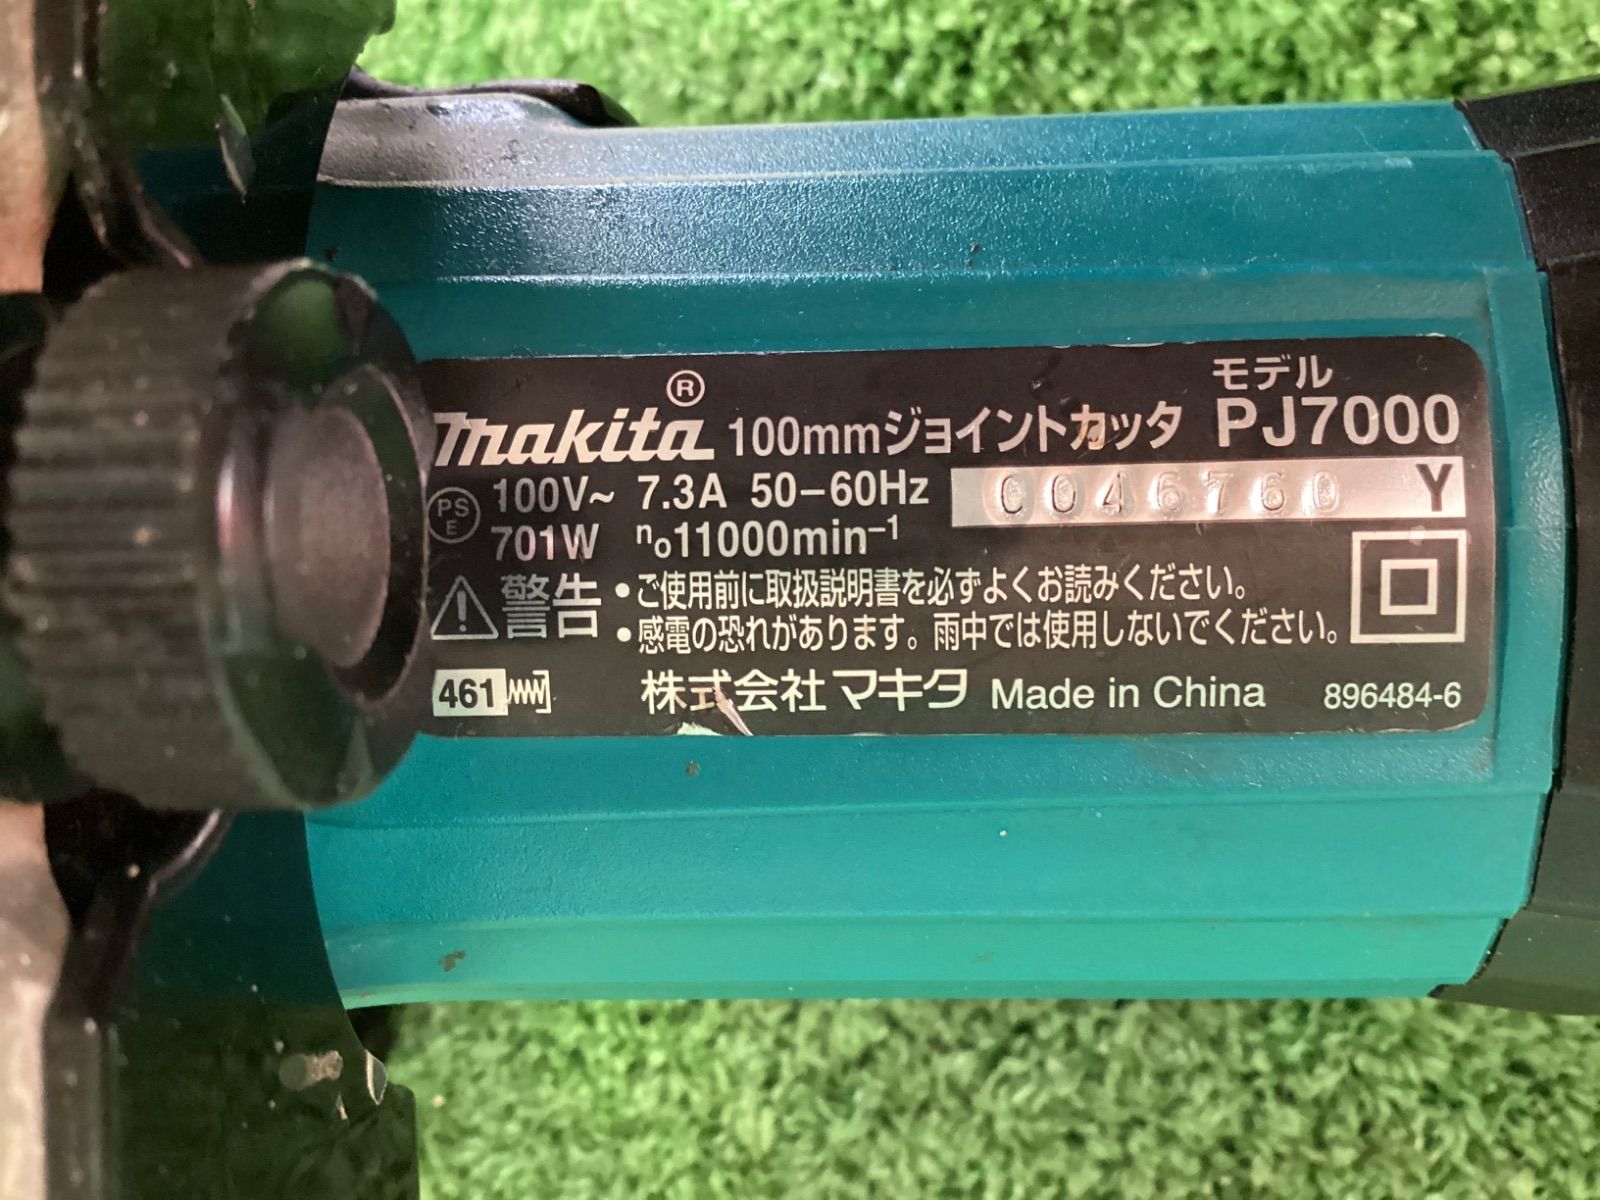 makita® 100mmジョイントカッタ モデル PJ7000
PS E 100V~ 7.3A 50-60Hz 0046760 Y
701W n₀11000min⁻¹
警告 •ご使用前に取扱説明書を必ずよくお読みください。
•感電の恐れがあります。雨中では使用しないでください。
461 株式会社マキタ Made in China 896484-6